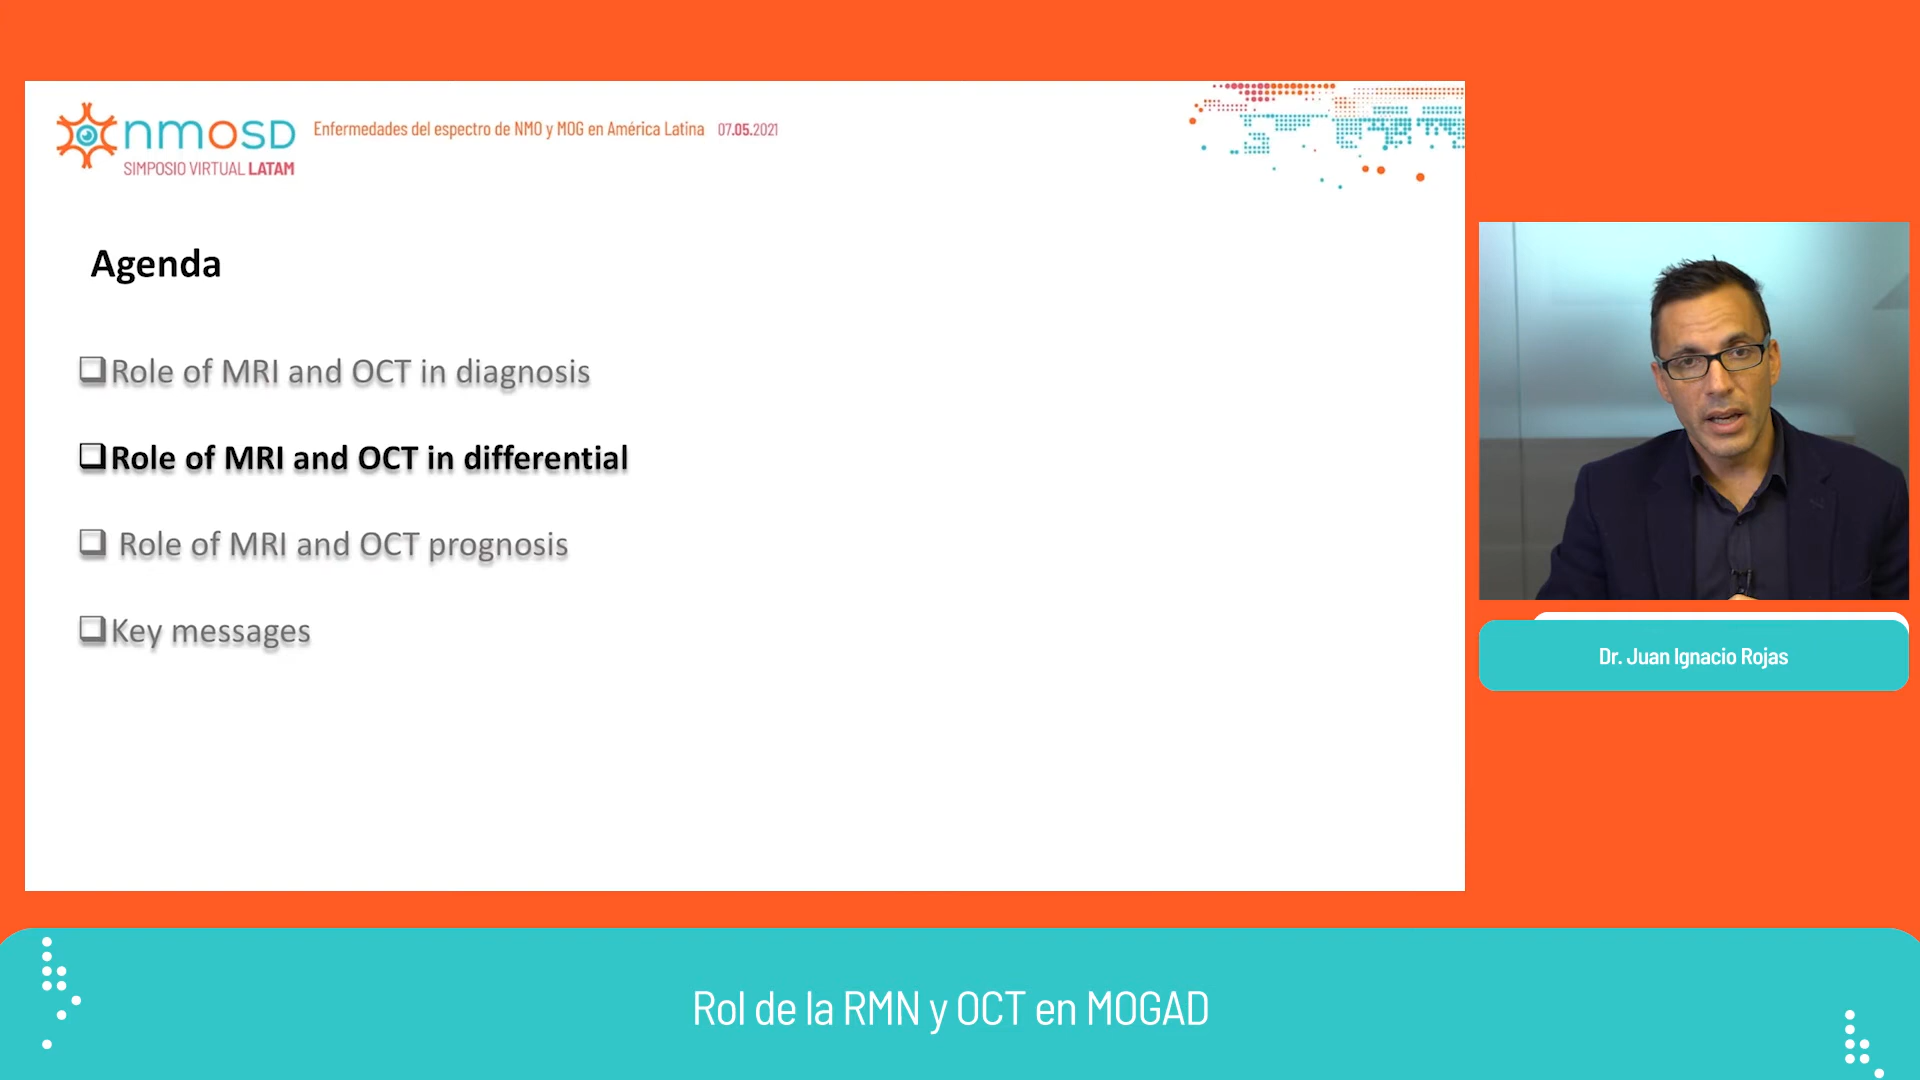 nmosd
SIMPOSIO VIRTUAL LATAM
Enfermedades del espectro de NMO y MOG en América Latina 07.05.2021
Agenda
Role of MRI and OCT in diagnosis
Role of MRI and OCT in differential
Role of MRI and OCT prognosis
Key messages
Dr. Juan Ignacio Rojas
Rol de la RMN y OCT en MOGAD